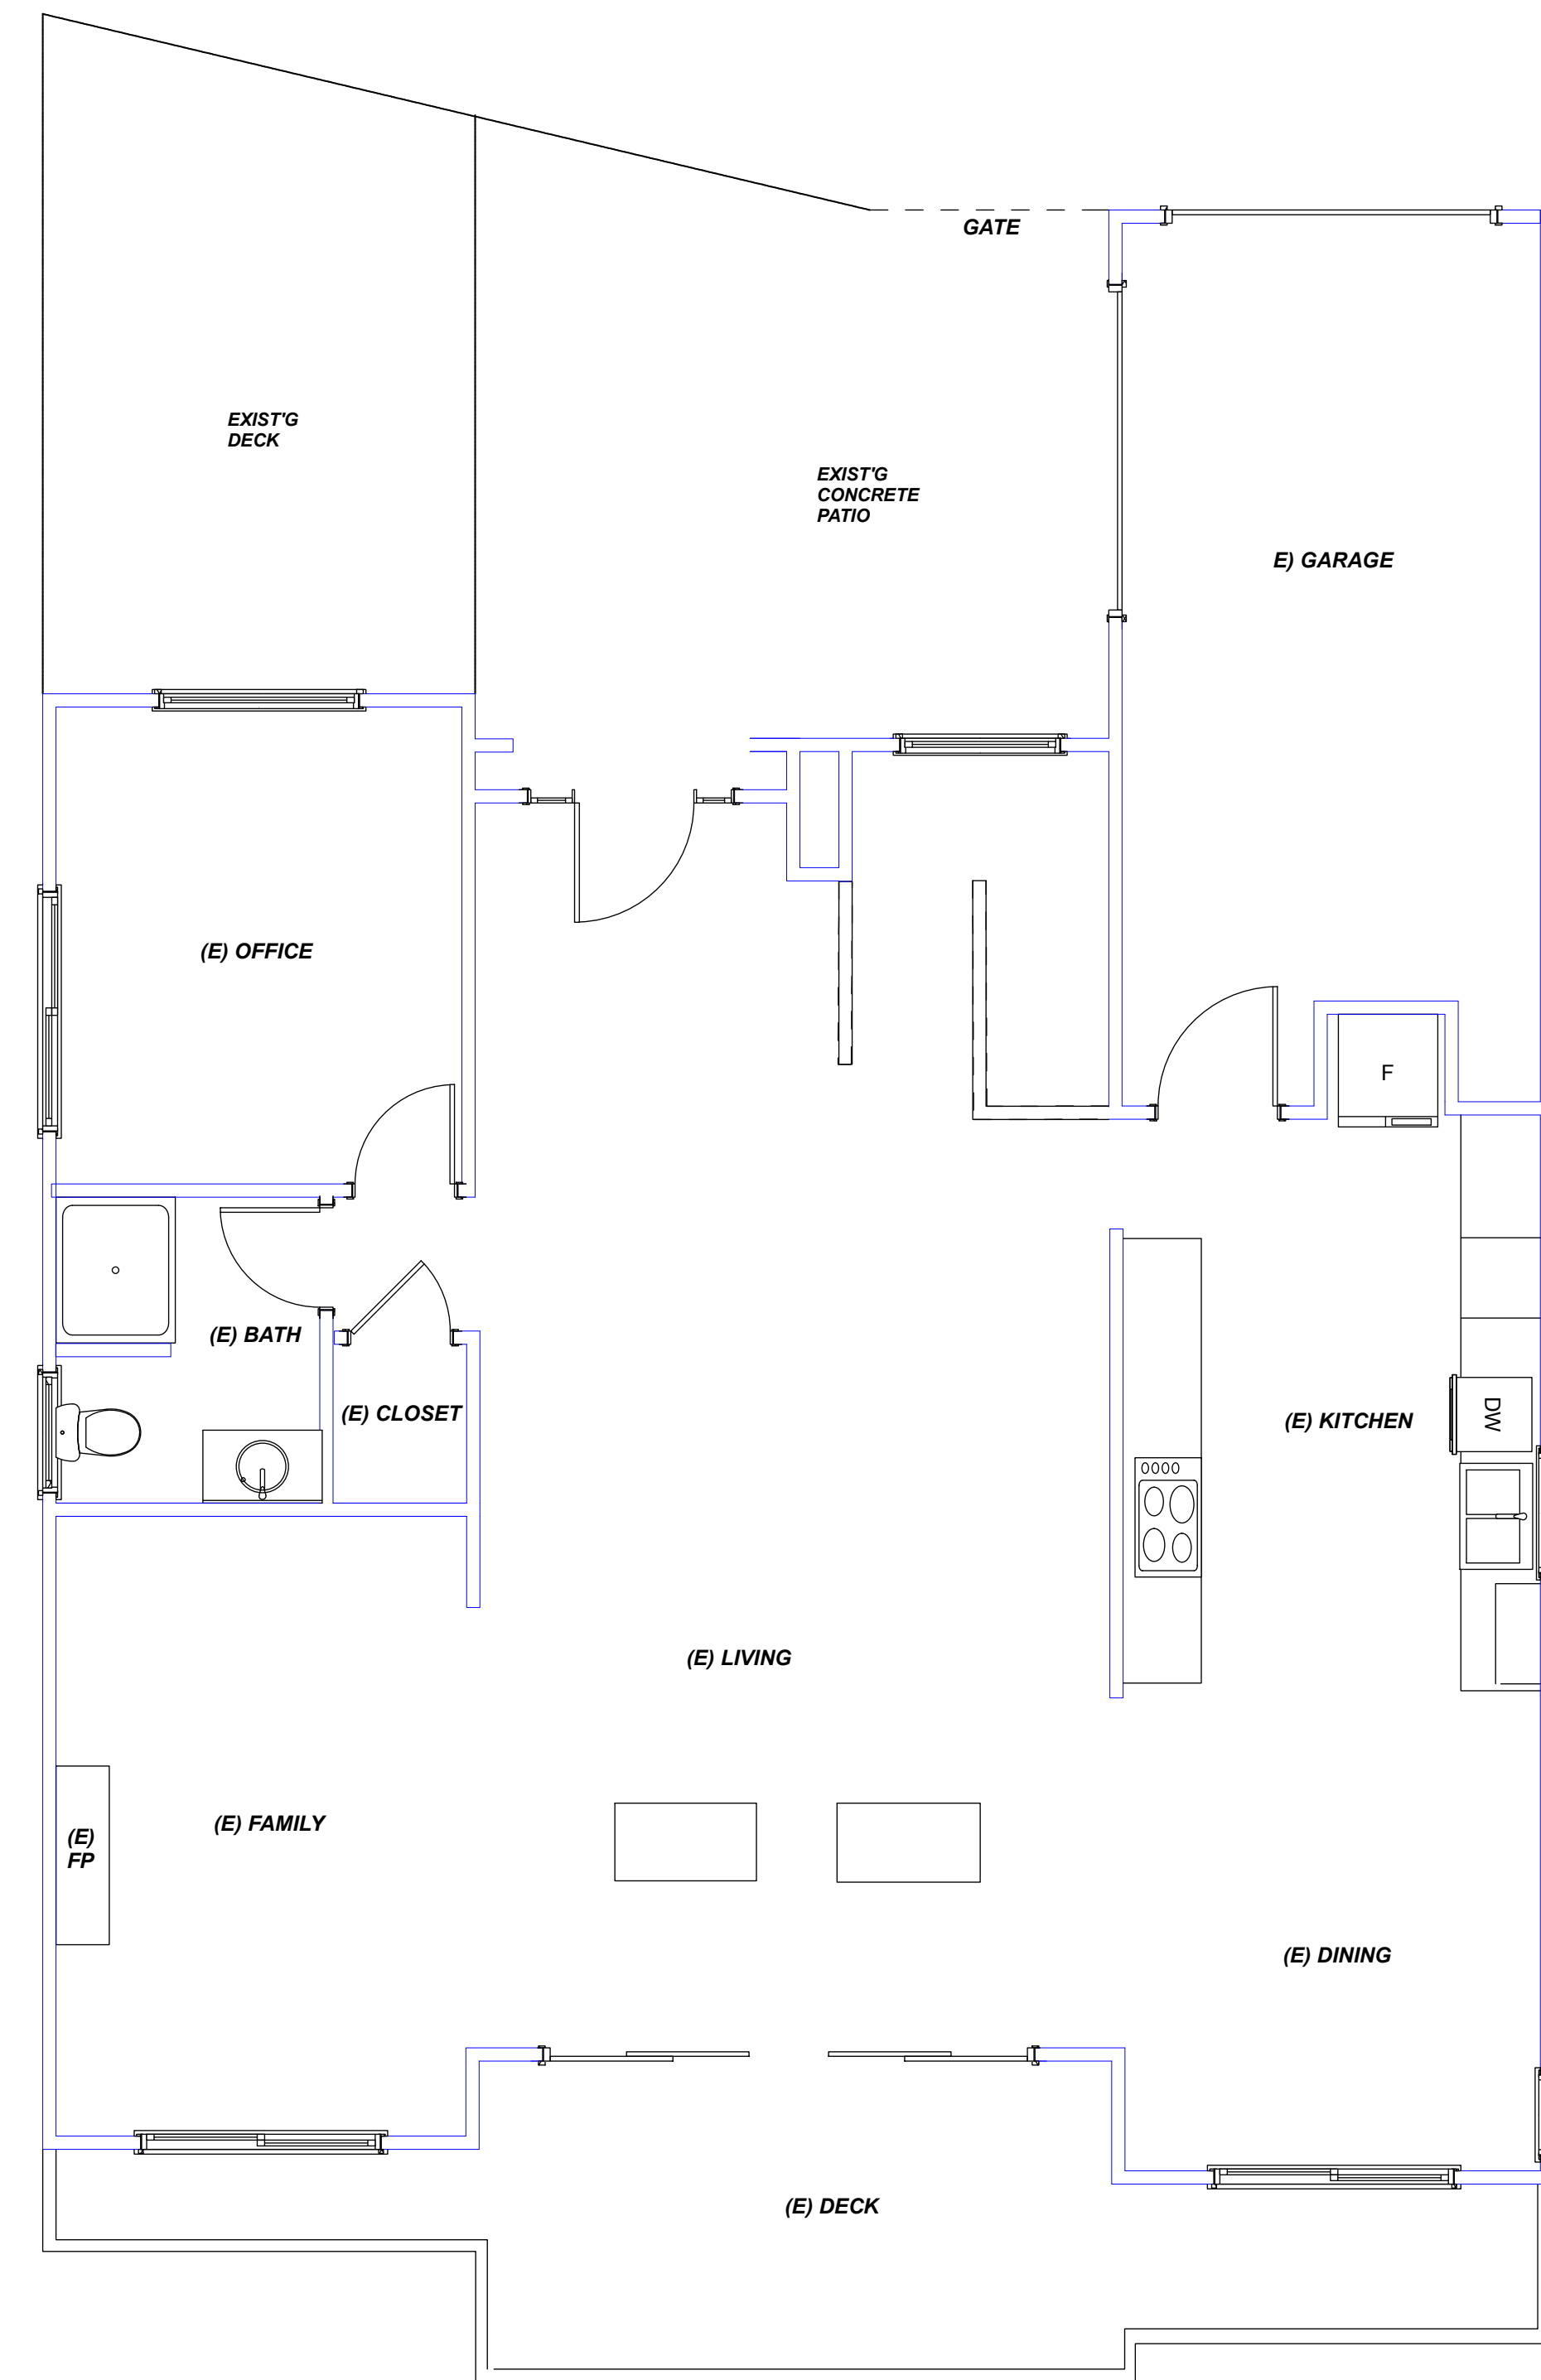 GATE
EXIST'G
DECK
EXIST'G
CONCRETE
PATIO
E) GARAGE
(E) OFFICE
F
(E) BATH
(E) CLOSET
(E) KITCHEN
DW
(E) LIVING
(E) FAMILY
(E)
FP
(E) DINING
(E) DECK